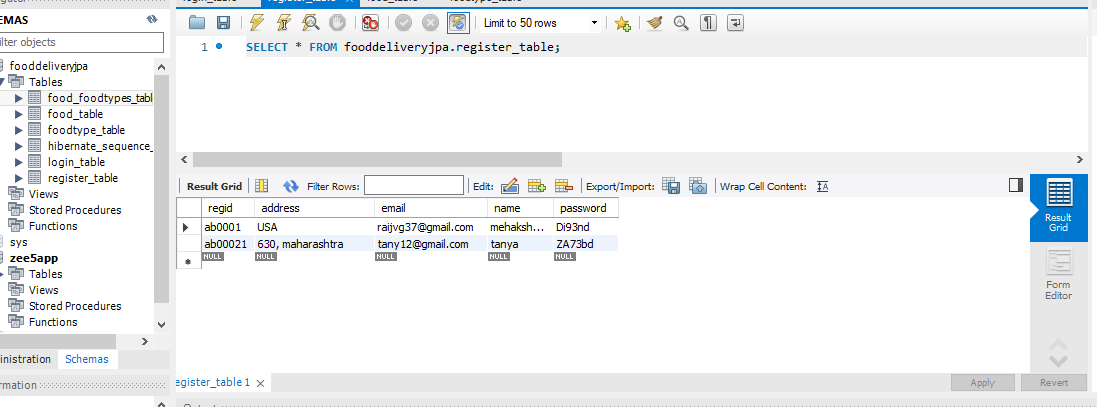 register_table
Limit to 50 rows
EMAS
ilter objects
fooddeliveryjpa
Tables
food_foodtypes_tabl
food_table
foodtype_table
hibernate_sequence_
login_table
register_table
Views
Stored Procedures
Functions
sys
zee5app
Tables
Views
Stored Procedures
Functions
ninistration Schemas
rmation
1 SELECT * FROM fooddeliveryjpa.register_table;
Result Grid Filter Rows: Edit: Export/Import: Wrap Cell Content:
regid address email name password
ab0001 USA raijvg37@gmail.com mehaksh... Di93nd
ab00021 630, maharashtra tany12@gmail.com tanya ZA73bd
NULL NULL NULL NULL NULL
Result
Grid
Form
Editor
egister_table 1
Apply Revert